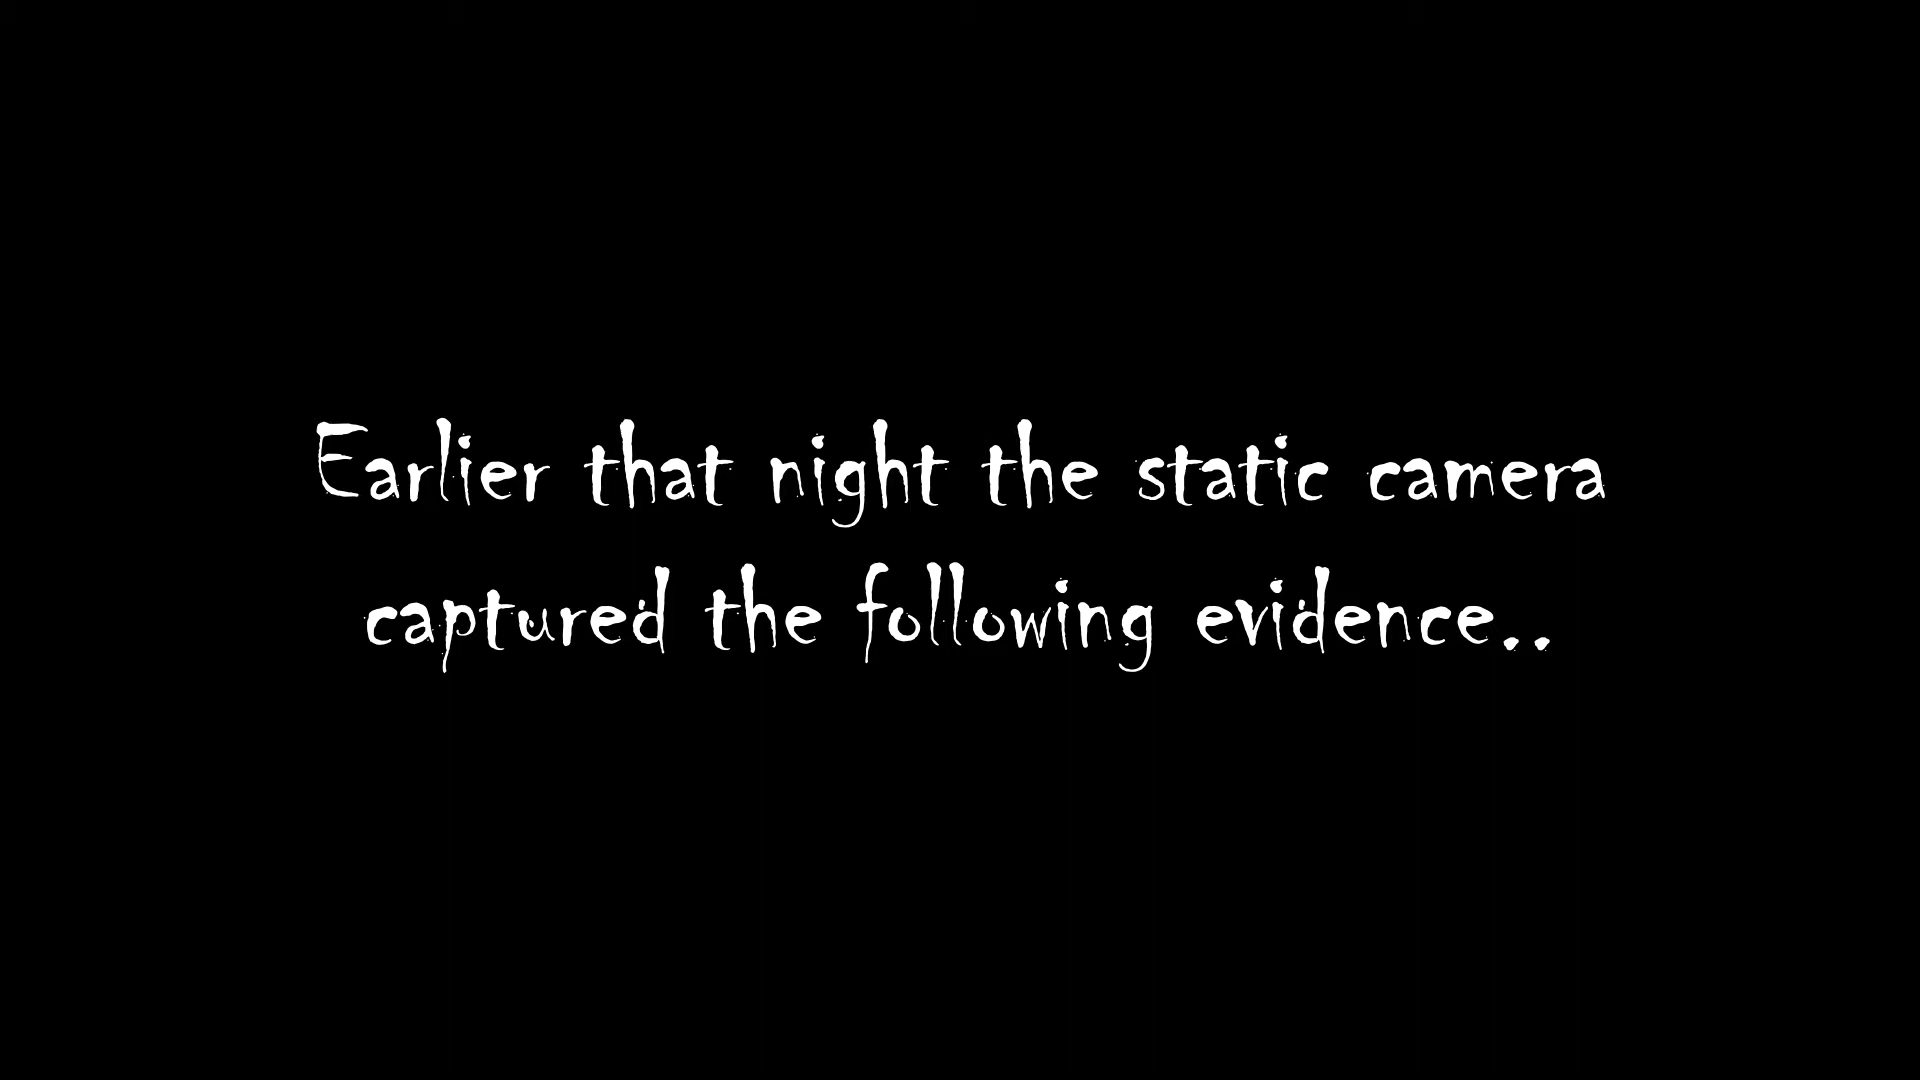 Earlier that night the static camera
captured the following evidence..